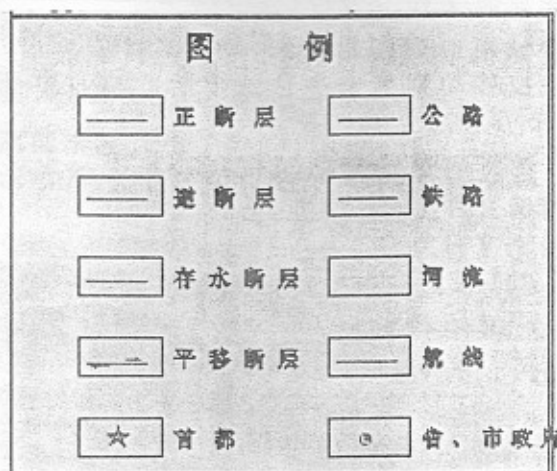 图 例
正断层 公路
逆断层 铁路
存水断层 河流
平移断层 航线
首都 省、市政府